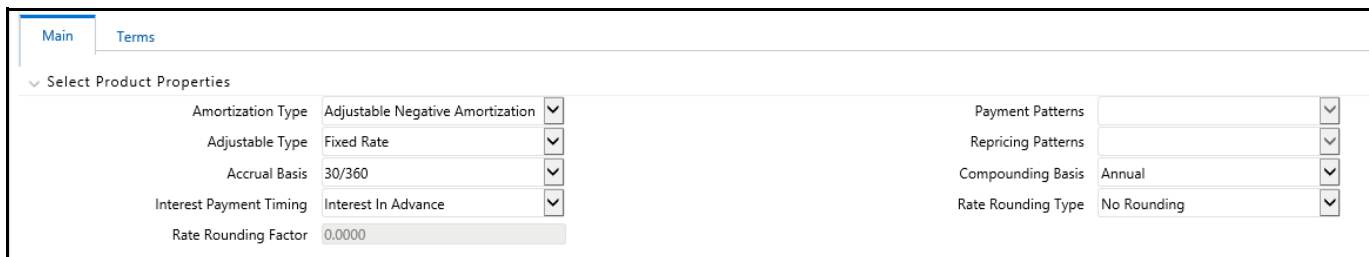 Main Terms
Select Product Properties
Amortization Type Adjustable Negative Amortization Payment Patterns
Adjustable Type Fixed Rate Repricing Patterns
Accrual Basis 30/360 Compounding Basis Annual
Interest Payment Timing Interest In Advance Rate Rounding Type No Rounding
Rate Rounding Factor 0.0000